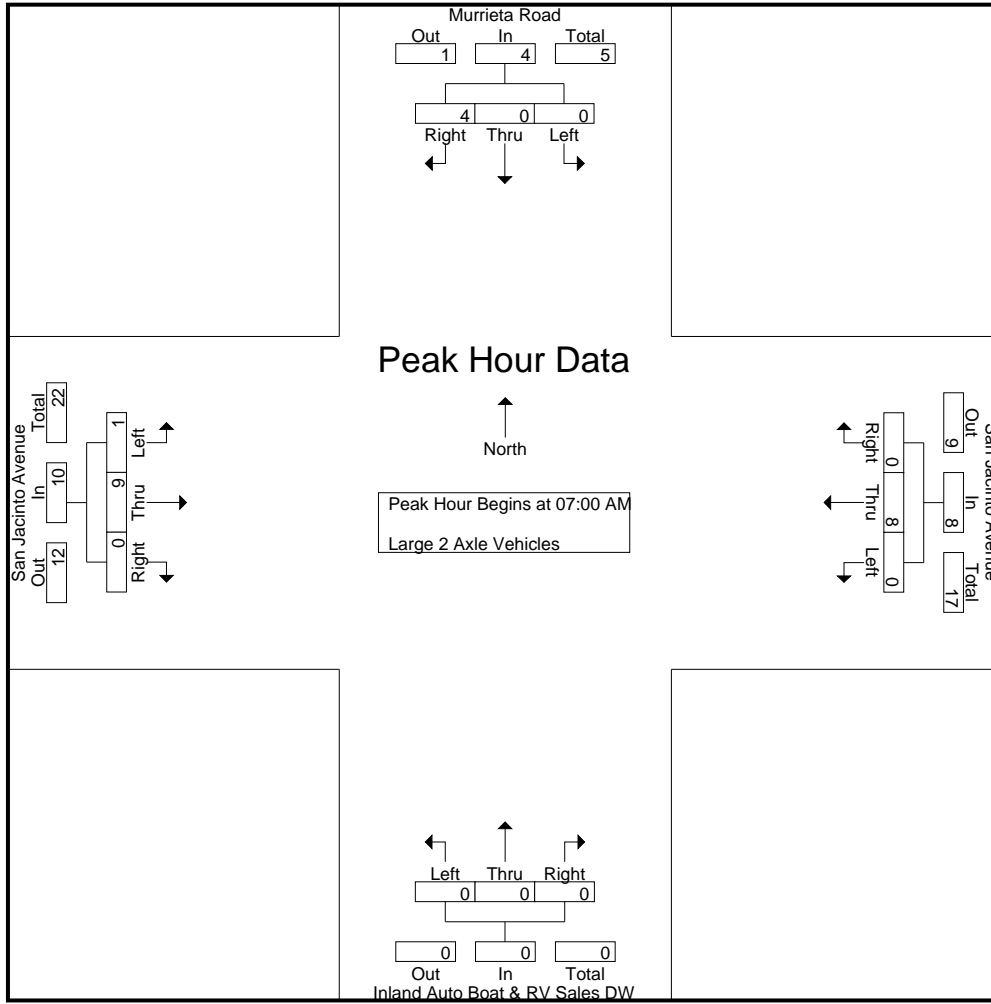 Murrieta Road
Out In Total
1 4 5
4 0 0
Right Thru Left
Peak Hour Data
North
Peak Hour Begins at 07:00 AM
Large 2 Axle Vehicles
San Jacinto Avenue
Total In Out
22 10 12
1 9 0
Left Thru Right
San Jacinto Avenue
Out In Total
9 8 17
0 8 0
Right Thru Left
Left Thru Right
0 0 0
0 0 0
Out In Total
Inland Auto Boat & RV Sales DW